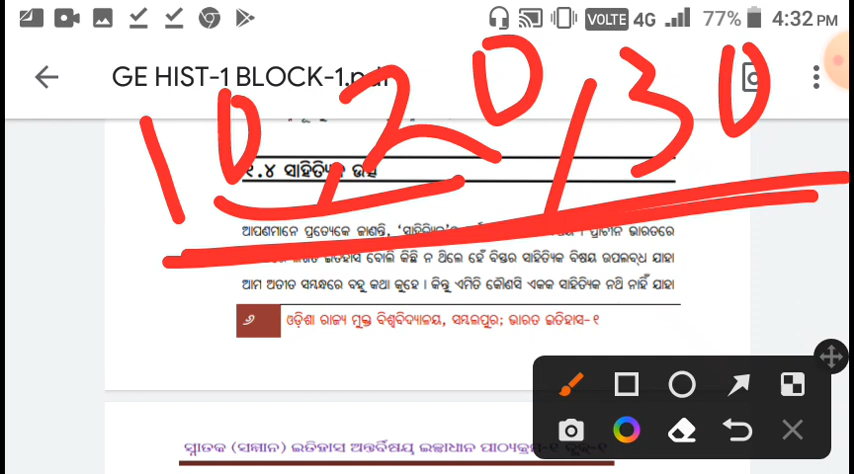 VOLTE 4G 77% 4:32 PM
GE HIST-1 BLOCK-1.pdf
10, 20, 30
୧.୪ ସାହିତ୍ୟିକ
ଆପଣମାନେ ପ୍ରତ୍ୟେକେ ଜାଣନ୍ତି, ‘ସାହିତ୍ୟିକ’ ପ୍ରାଚୀନ ଭାରତରେ
ଇତିହାସ ବୋଲି କିଛି ନ ଥିଲେ ହେଁ ବିସ୍ତର ସାହିତ୍ୟିକ ବିଷୟ ଉପଲବ୍ଧ ଯାହା
ଆମ ଅତୀତ ସମ୍ବନ୍ଧରେ ବହୁ କଥା କୁହେ । କିନ୍ତୁ ଏମିତି କୌଣସି ଏକକ ସାହିତ୍ୟିକ ନଥି ନାହିଁ ଯାହା
୬ ଓଡ଼ିଶା ରାଜ୍ୟ ମୁକ୍ତ ବିଶ୍ୱବିଦ୍ୟାଳୟ, ସମ୍ବଲପୁର; ଭାରତ ଇତିହାସ-୧
ସ୍ନାତକ (ସମ୍ମାନ) ଇତିହାସ ଅନ୍ତର୍ବିଷୟ ଇଚ୍ଛାଧୀନ ପାଠ୍ୟକ୍ରମ-୧